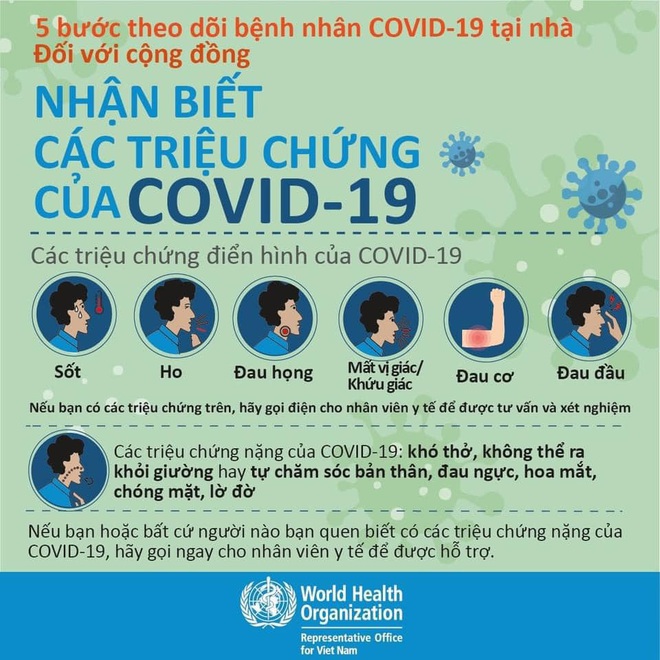 5 bước theo dõi bệnh nhân COVID-19 tại nhà
Đối với cộng đồng
NHẬN BIẾT
CÁC TRIỆU CHỨNG
CỦA COVID-19
Các triệu chứng điển hình của COVID-19
Sốt
Ho
Đau họng
Mất vị giác/
Khứu giác
Đau cơ
Đau đầu
Nếu bạn có các triệu chứng trên, hãy gọi điện cho nhân viên y tế để được tư vấn và xét nghiệm
Các triệu chứng nặng của COVID-19: khó thở, không thể ra
khỏi giường hay tự chăm sóc bản thân, đau ngực, hoa mắt,
chóng mặt, lờ đờ
Nếu bạn hoặc bất cứ người nào bạn quen biết có các triệu chứng nặng của
COVID-19, hãy gọi ngay cho nhân viên y tế để được hỗ trợ.
World Health
Organization
Representative Office
for Viet Nam